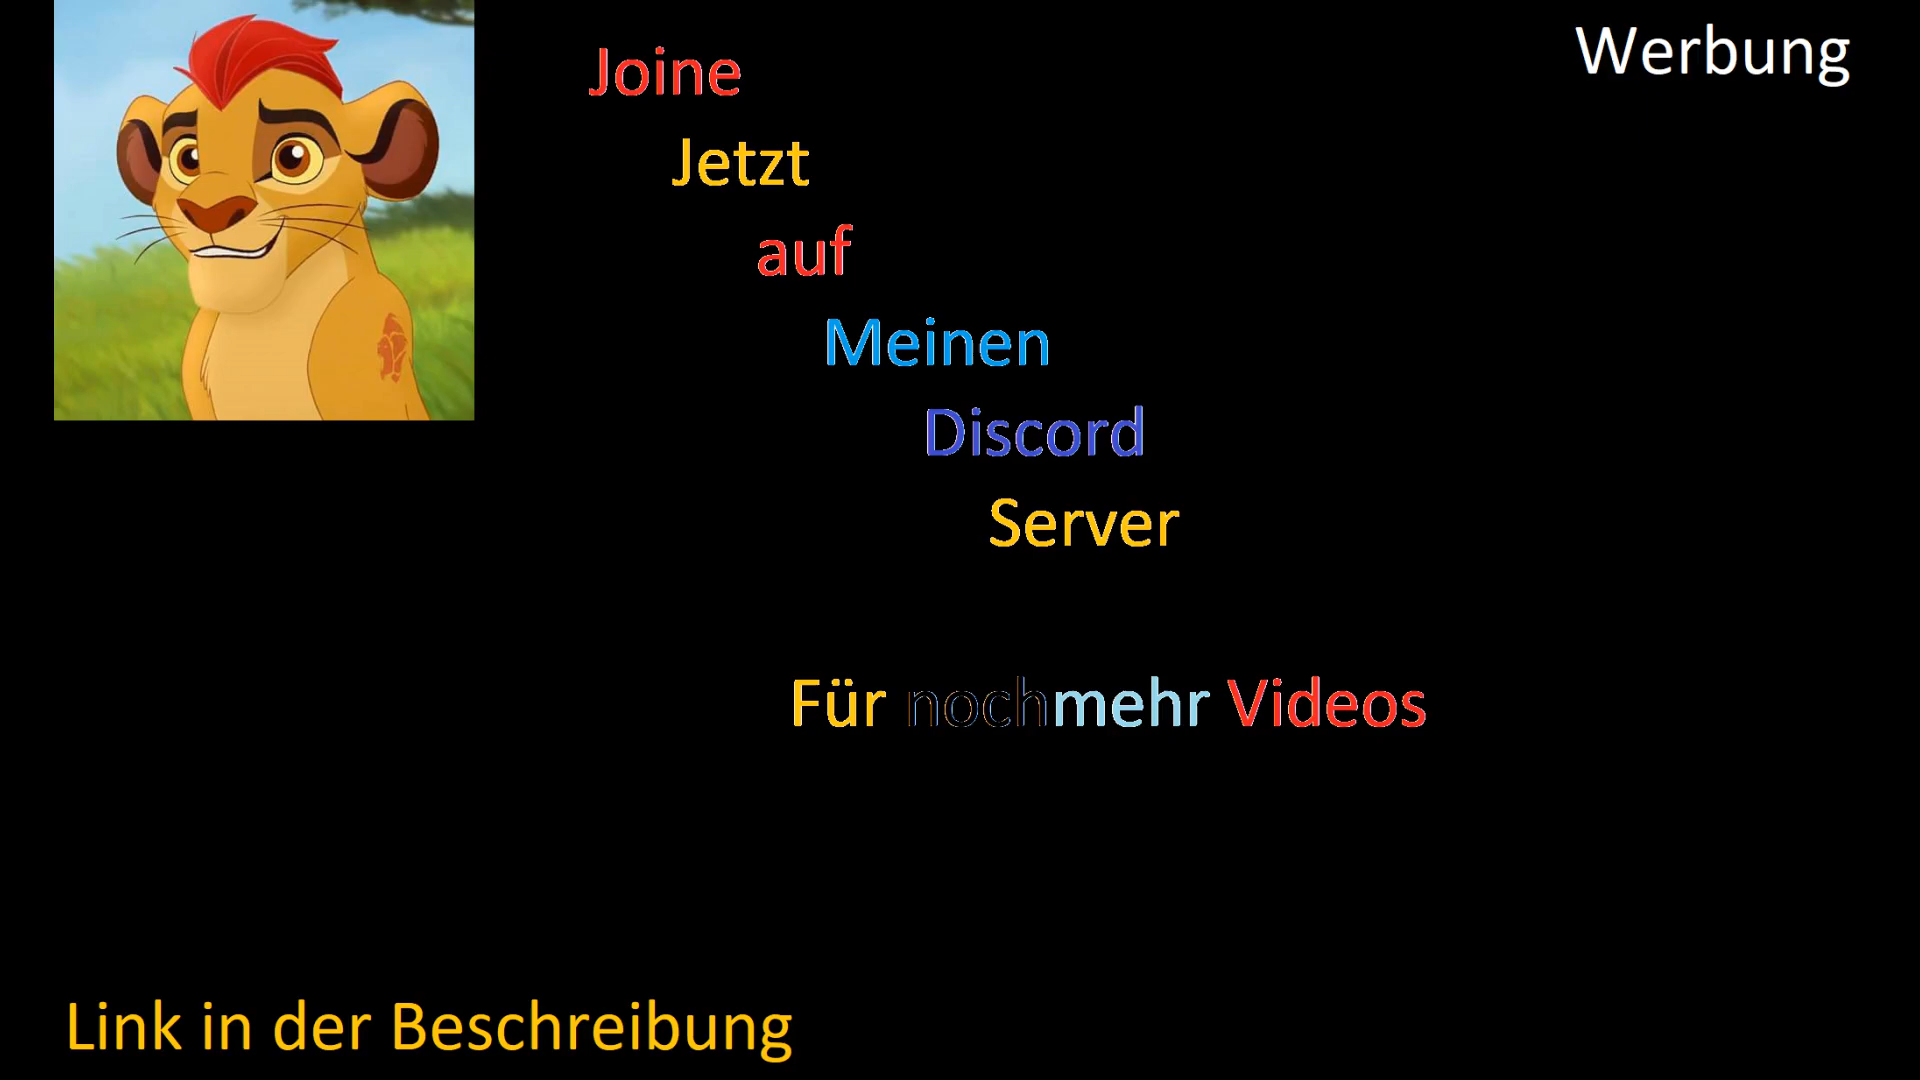 Werbung
Joine
Jetzt
auf
Meinen
Discord
Server
Für nochmehr Videos
Link in der Beschreibung